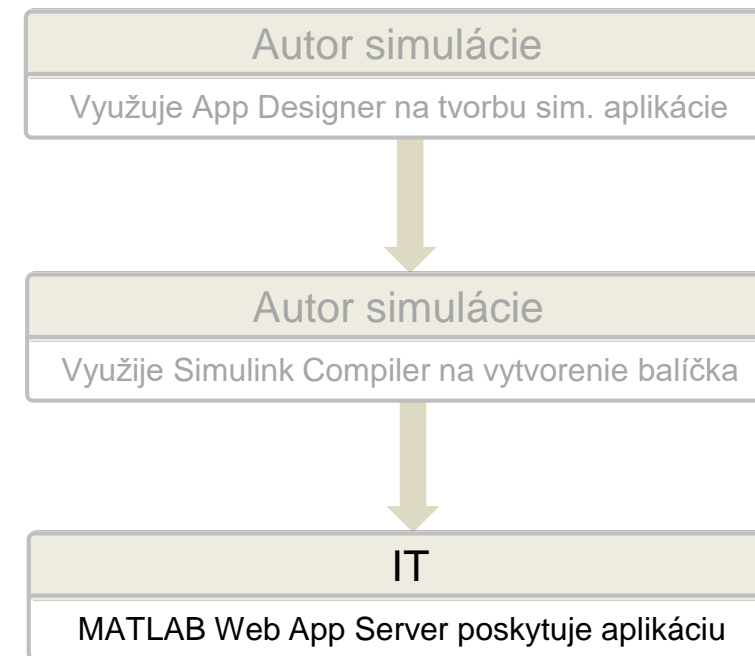 Autor simulácie
Využuje App Designer na tvorbu sim. aplikácie
Autor simulácie
Využije Simulink Compiler na vytvorenie balíčka
IT
MATLAB Web App Server poskytuje aplikáciu